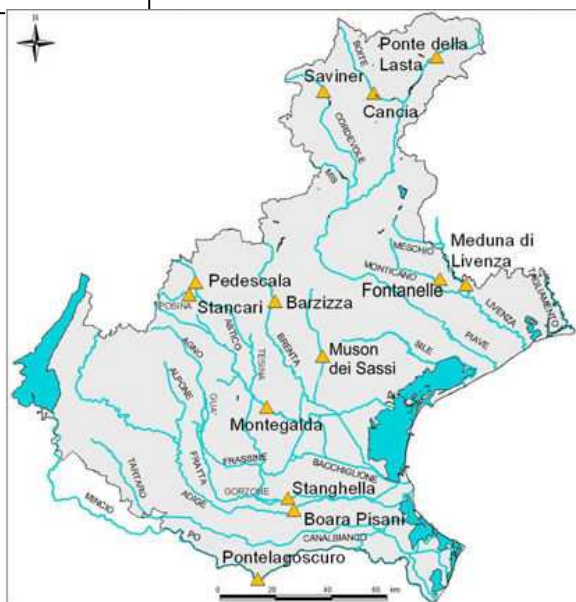 N
Ponte della
Lasta
BOITE
Saviner
Cancia
CORDEVOLE
MIS
MESCHIO
Meduna di
Livenza
MONTICANO
Fontanelle
LIVENZA
TAGLIAMENTO
PIAVE
Pedescala
POSINA
Stancari
Barzizza
ASTICO
TESINA
BRENTA
AGNO
Muson
dei Sassi
SILE
ALPONE
GUA'
Montegalda
FRASSINE
BACCHIGLIONE
FRATTA
GORZONE
Stanghella
TARTARO
ADIGE
Boara Pisani
MINCIO
PO
CANALBIANCO
Pontelagoscuro
0 20 40 60 km